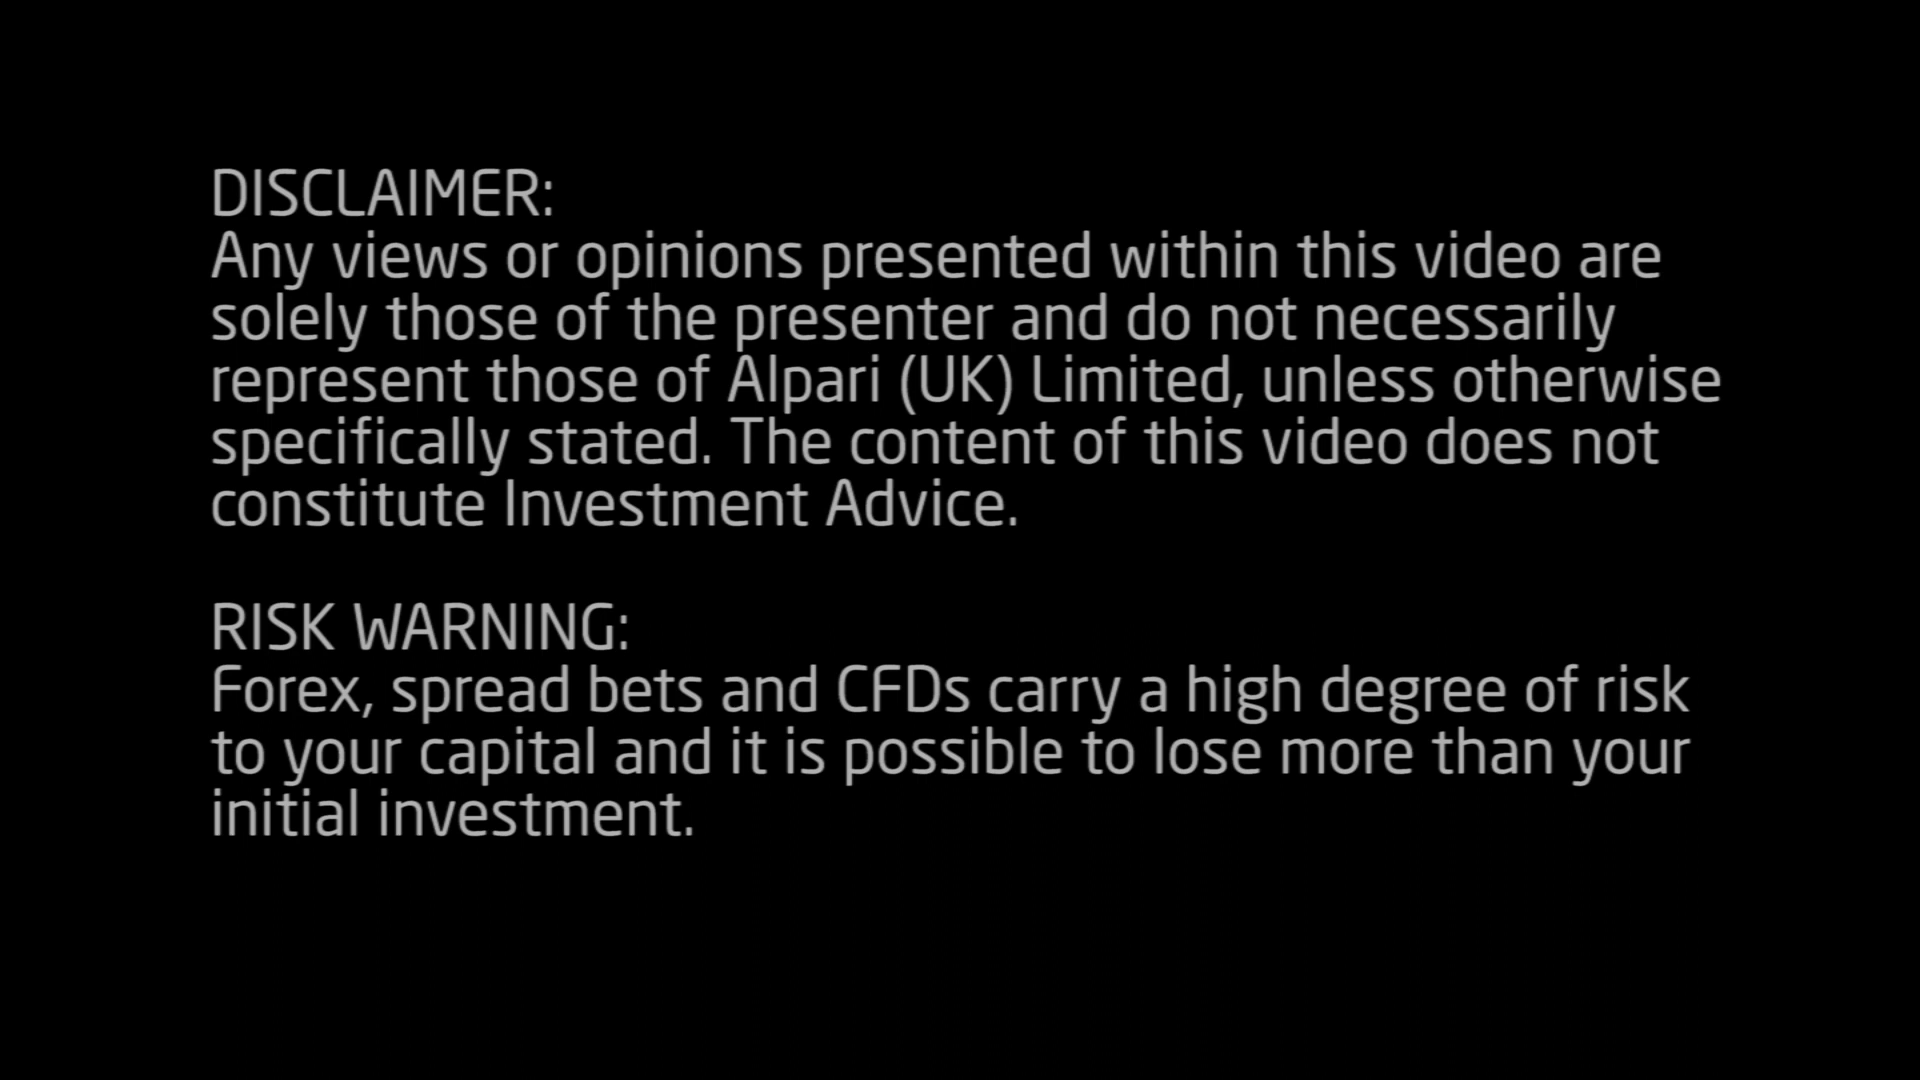 DISCLAIMER:
Any views or opinions presented within this video are
solely those of the presenter and do not necessarily
represent those of Alpari (UK) Limited, unless otherwise
specifically stated. The content of this video does not
constitute Investment Advice.
RISK WARNING:
Forex, spread bets and CFDs carry a high degree of risk
to your capital and it is possible to lose more than your
initial investment.